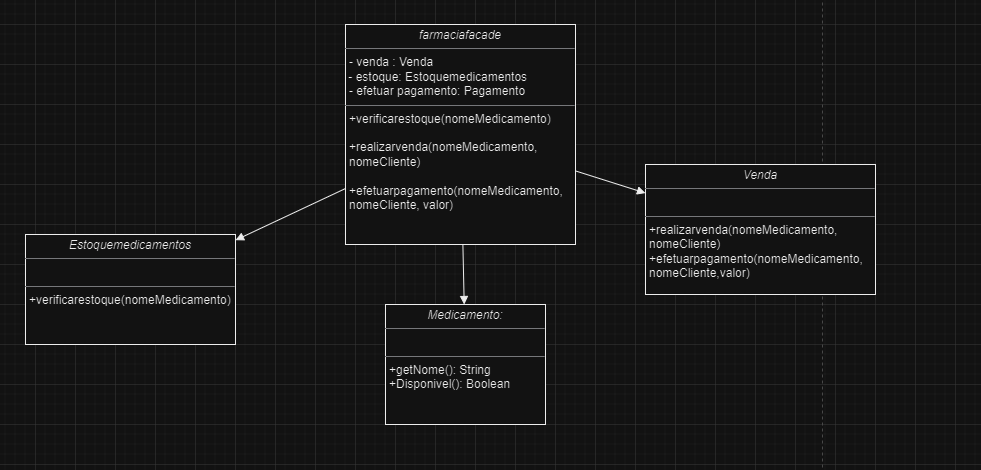 farmaciafacade
- venda : Venda
- estoque: Estoquemedicamentos
- efetuar pagamento: Pagamento
+verificarestoque(nomeMedicamento)
+realizarvenda(nomeMedicamento,
nomeCliente)
+efetuarpagamento(nomeMedicamento,
nomeCliente, valor)
Venda
+realizarvenda(nomeMedicamento,
nomeCliente)
+efetuarpagamento(nomeMedicamento,
nomeCliente,valor)
Estoquemedicamentos
+verificarestoque(nomeMedicamento)
Medicamento:
+getNome(): String
+Disponivel(): Boolean